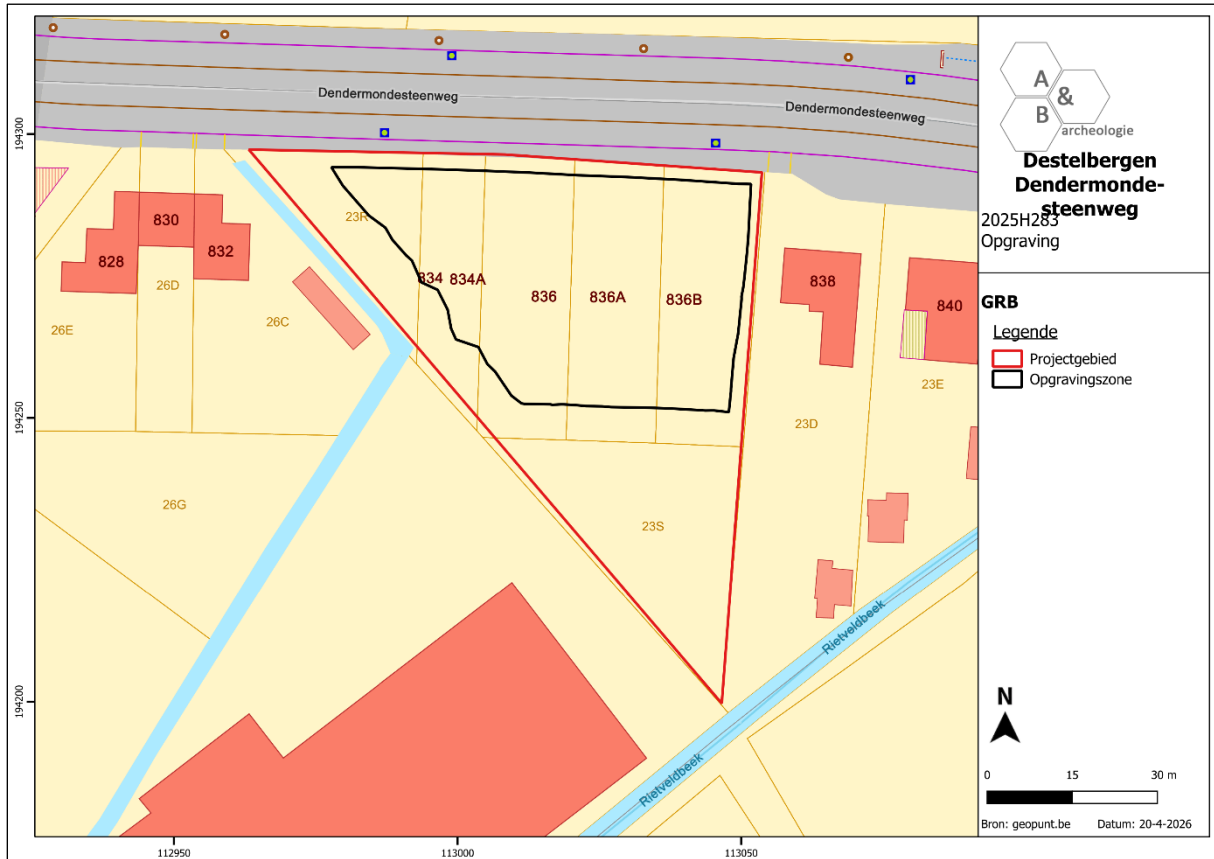 Dendermondesteenweg
Dendermondesteenweg
194300
194250
194200
112950
113000
113050
830
828
832
26D
26E
26C
26G
23R
834
834A
836
836A
836B
838
840
23E
23D
23S
Rietveldbeek
Rietveldbeek
A
&
B
archeologie
Destelbergen
Dendermonde-
steenweg
2025H283
Opgraving
GRB
Legende
Projectgebied
Opgravingszone
N
0 15 30 m
Bron: geopunt.be Datum: 20-4-2026